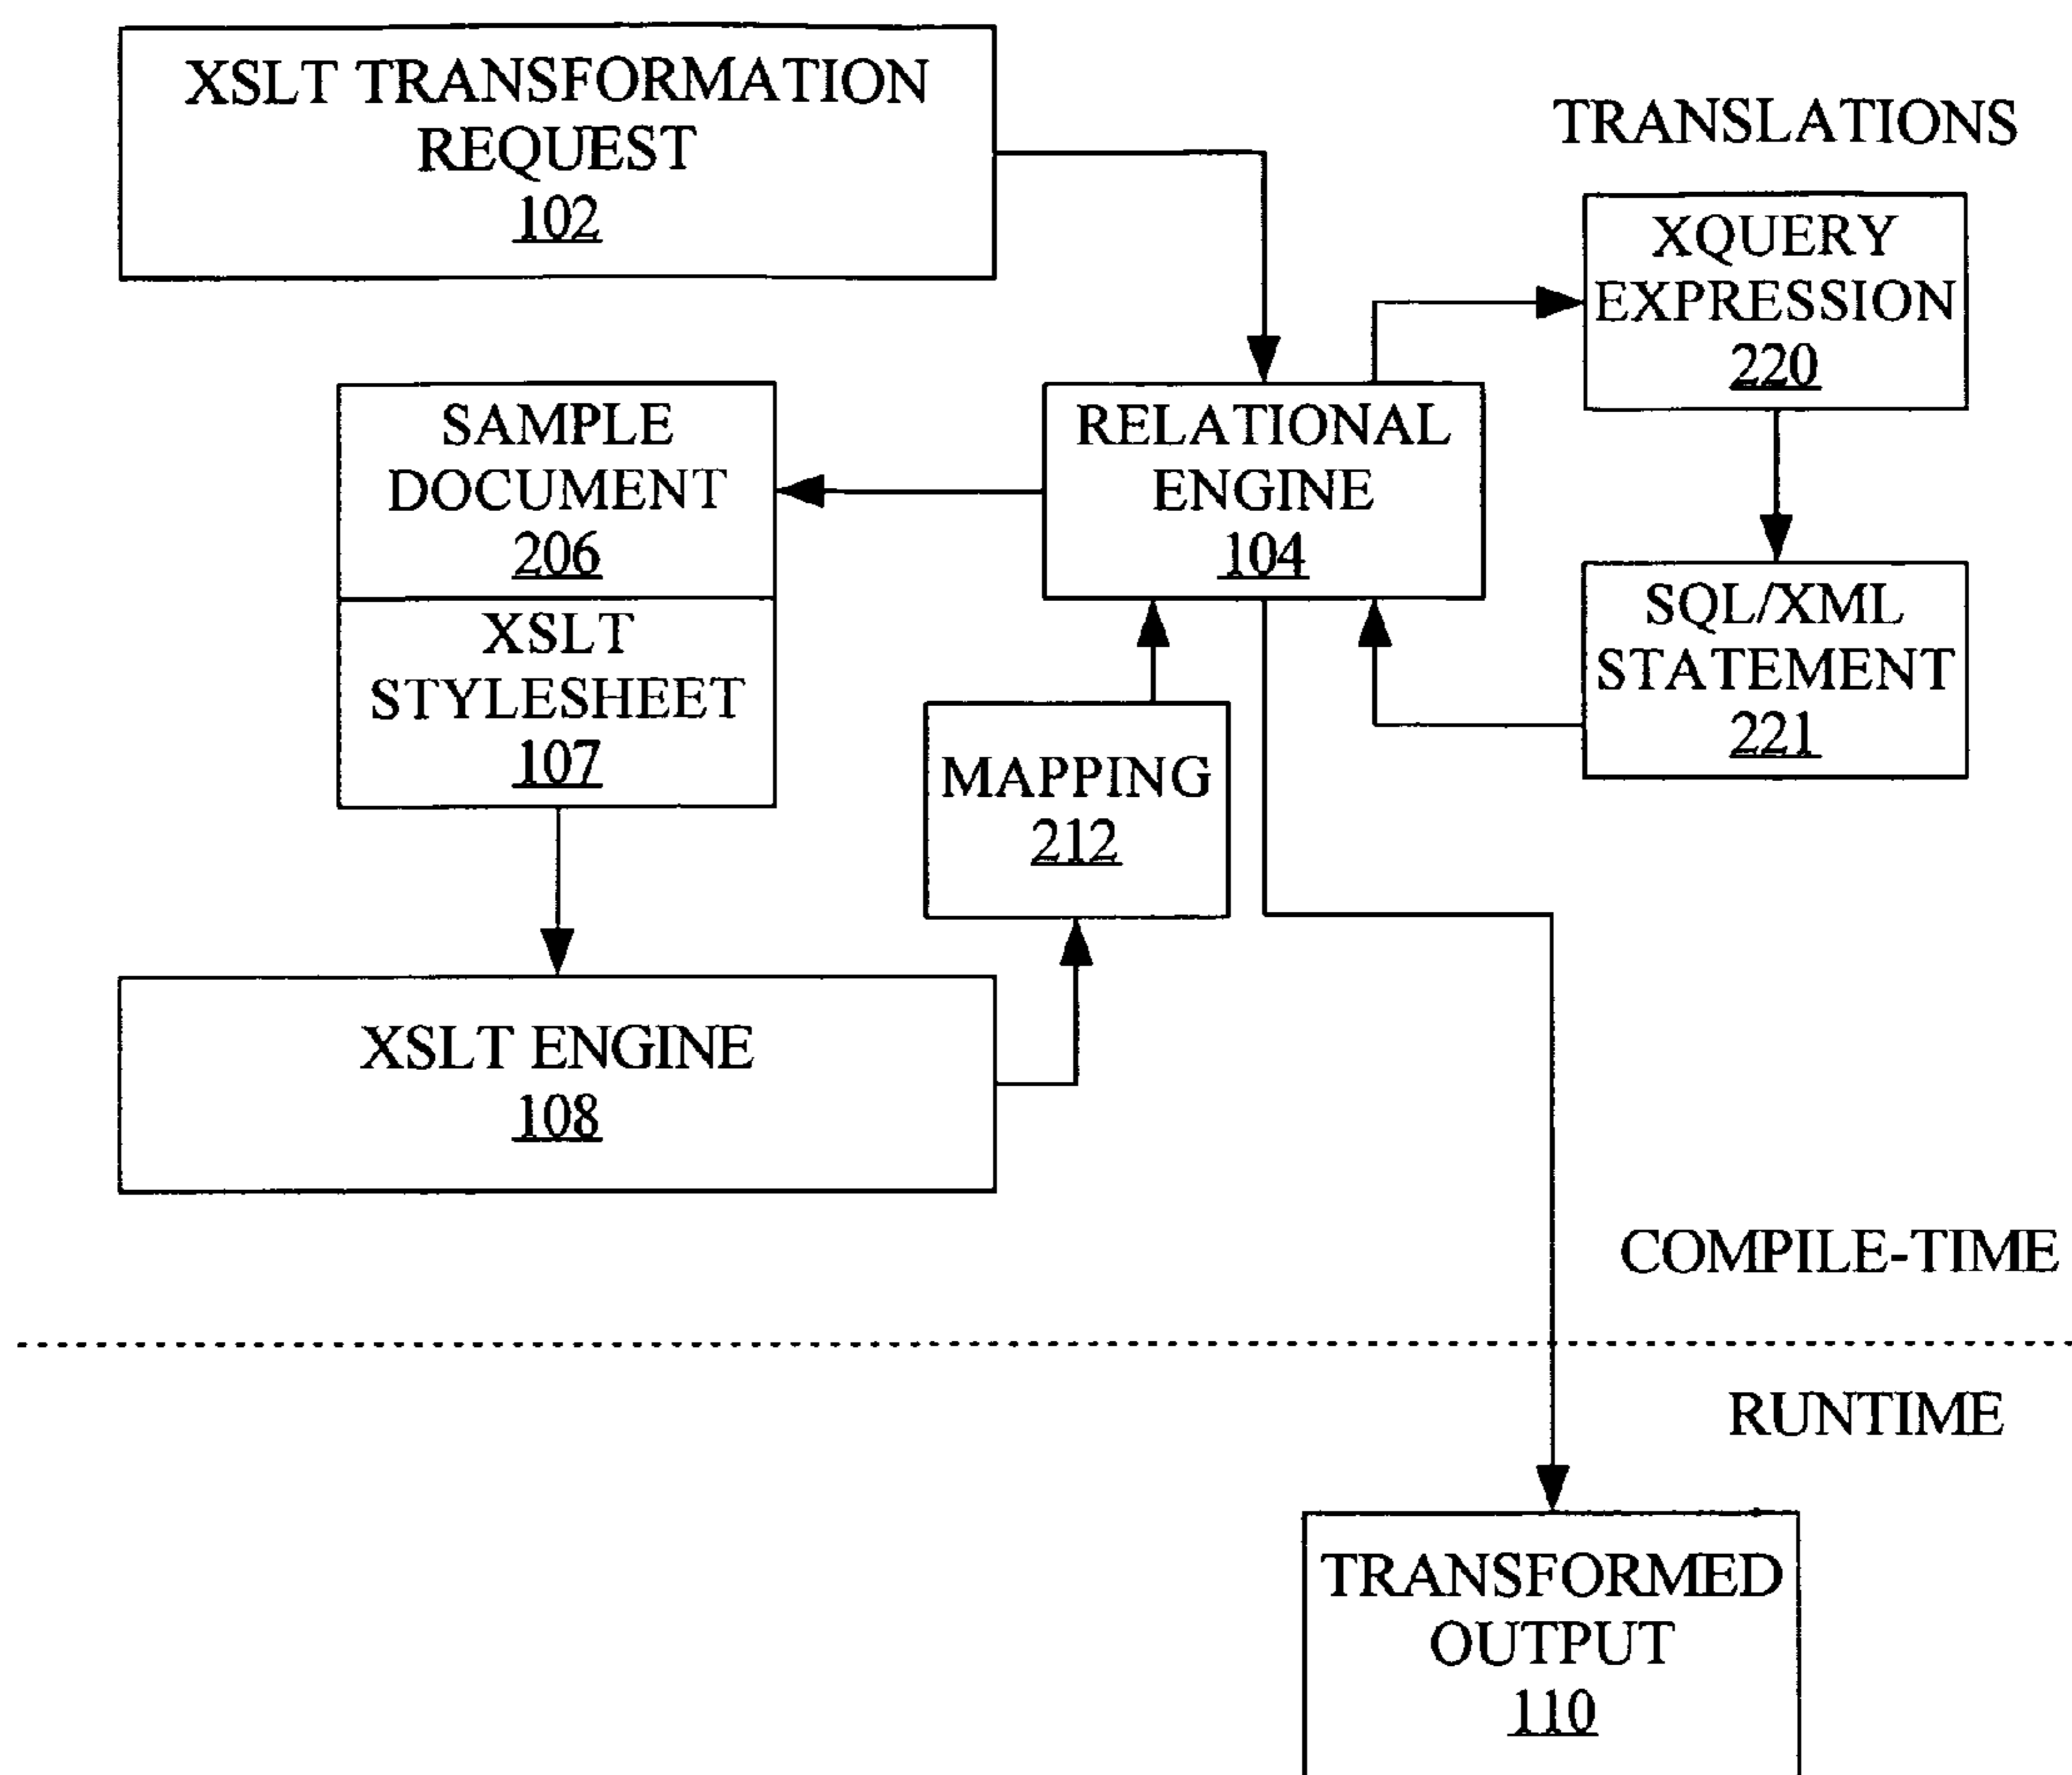 XSLT TRANSFORMATION
REQUEST
102
TRANSLATIONS
XQUERY
EXPRESSION
220
SAMPLE
DOCUMENT
206
RELATIONAL
ENGINE
104
XSLT
STYLESHEET
107
SQL/XML
STATEMENT
221
MAPPING
212
XSLT ENGINE
108
COMPILE-TIME
RUNTIME
TRANSFORMED
OUTPUT
110